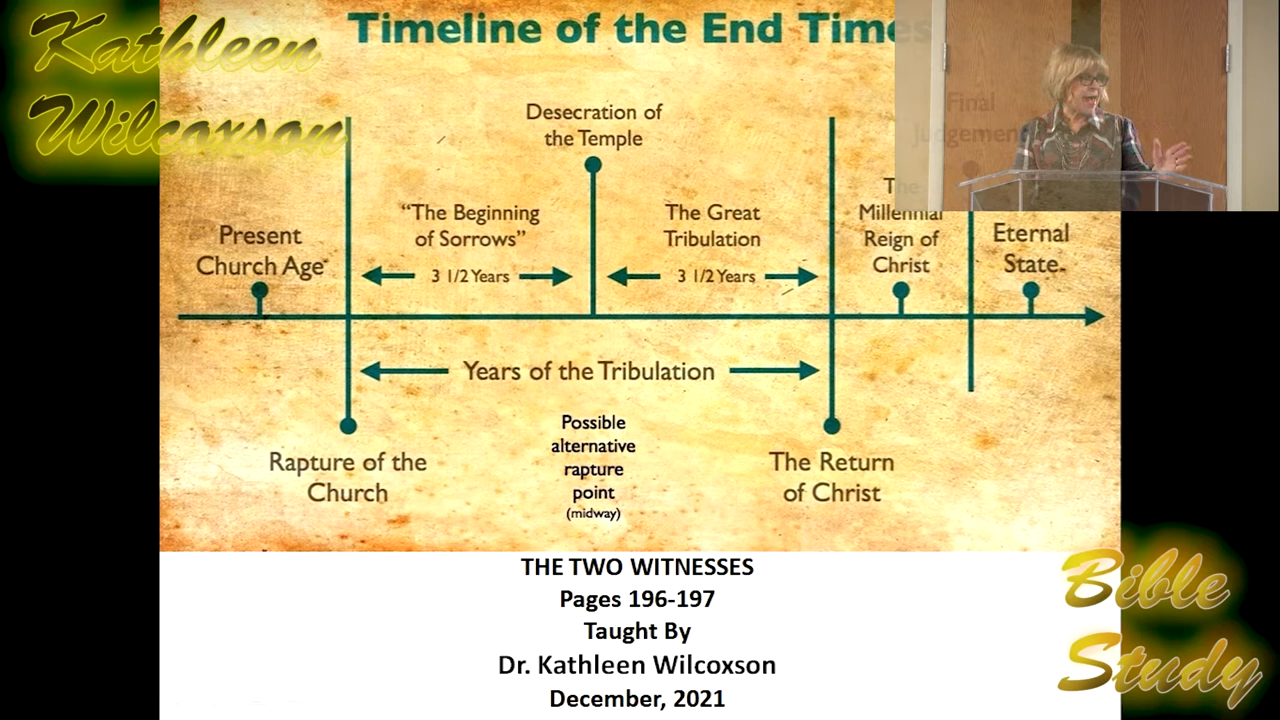 Kathleen
Wilcoxson
Timeline of the End Times
Desecration of
the Temple
Final
Judgement
"The Beginning
of Sorrows"
3 1/2 Years
The Great
Tribulation
3 1/2 Years
The
Millennial
Reign of
Christ
Present
Church Age
Eternal
State
Years of the Tribulation
Rapture of the
Church
Possible
alternative
rapture
point
(midway)
The Return
of Christ
THE TWO WITNESSES
Pages 196-197
Taught By
Dr. Kathleen Wilcoxson
December, 2021
Bible
Study